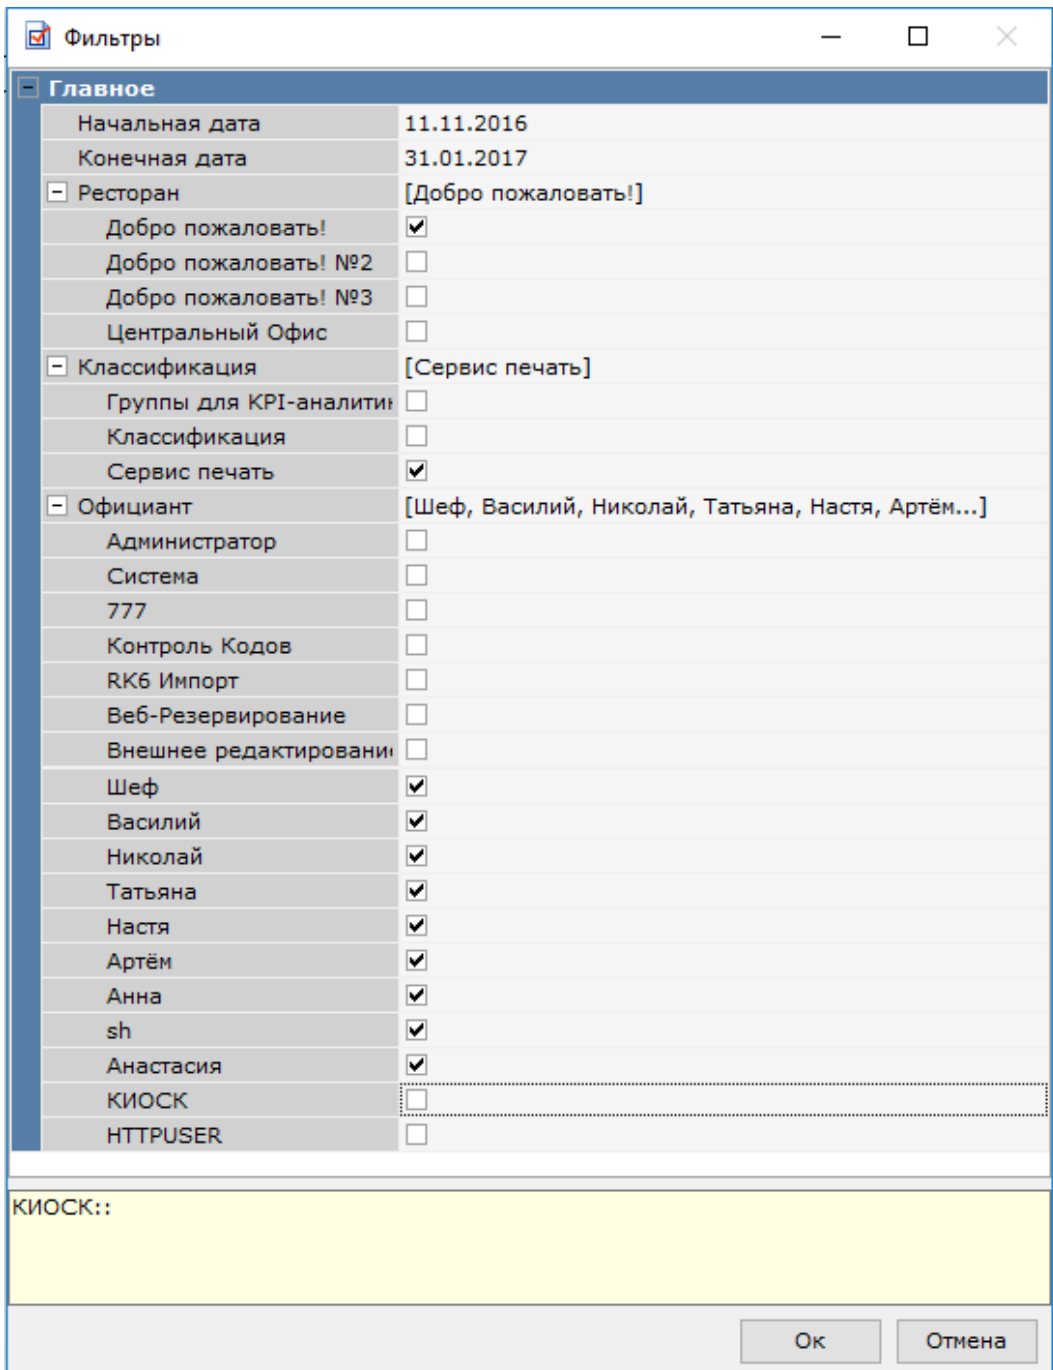 Фильтры
Главное
Начальная дата 11.11.2016
Конечная дата 31.01.2017
Ресторан [Добро пожаловать!]
Добро пожаловать!
Добро пожаловать! №2
Добро пожаловать! №3
Центральный Офис
Классификация [Сервис печать]
Группы для KPI-аналитик
Классификация
Сервис печать
Официант [Шеф, Василий, Николай, Татьяна, Настя, Артём...]
Администратор
Система
777
Контроль Кодов
RK6 Импорт
Веб-Резервирование
Внешнее редактировани
Шеф
Василий
Николай
Татьяна
Настя
Артём
Анна
sh
Анастасия
КИОСК
HTTPUSER
КИОСК::
Ок Отмена